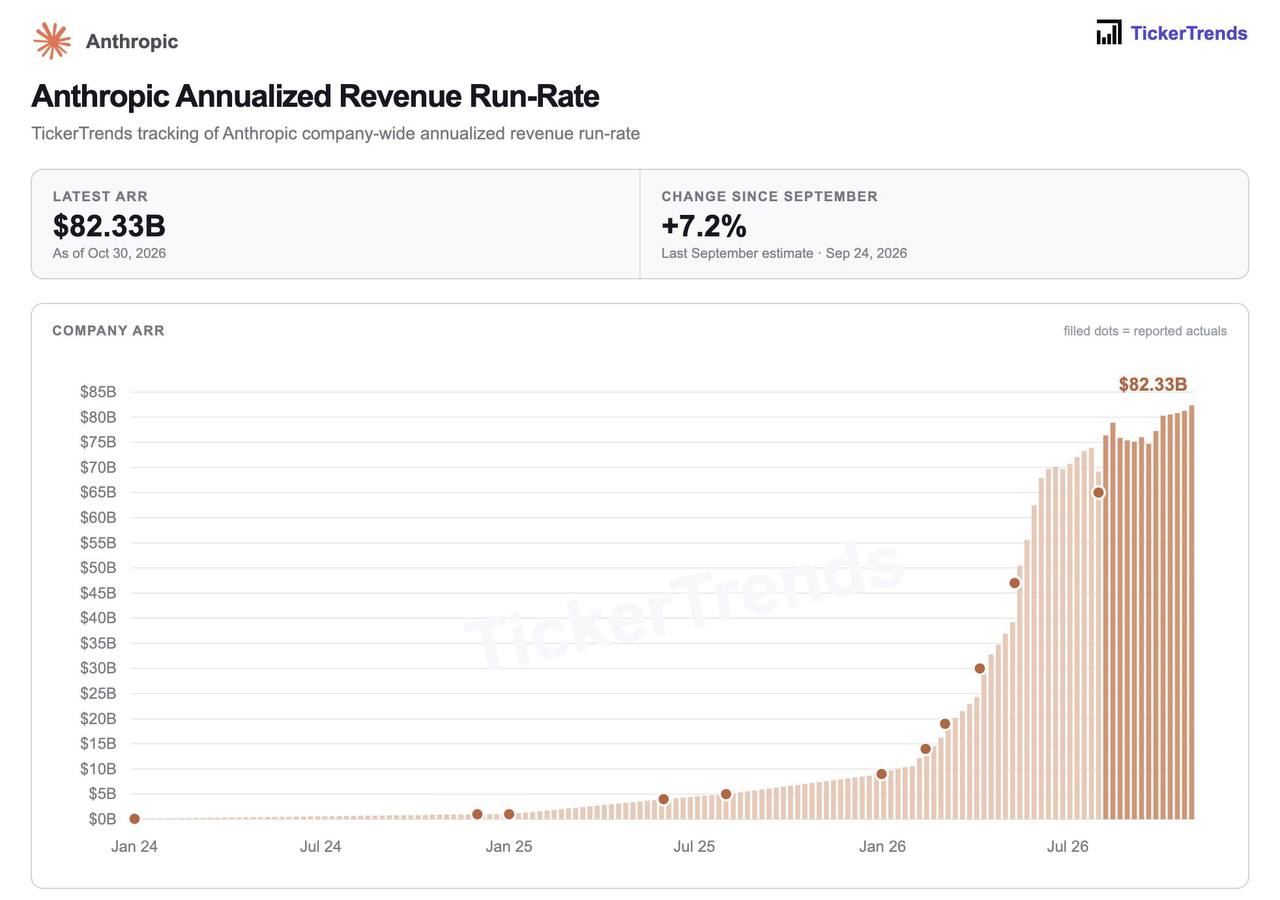 Anthropic
TickerTrends
Anthropic Annualized Revenue Run-Rate
TickerTrends tracking of Anthropic company-wide annualized revenue run-rate
LATEST ARR
$82.33B
As of Oct 30, 2026
CHANGE SINCE SEPTEMBER
+7.2%
Last September estimate · Sep 24, 2026
COMPANY ARR
filled dots = reported actuals
$82.33B
$85B
$80B
$75B
$70B
$65B
$60B
$55B
$50B
$45B
$40B
$35B
$30B
$25B
$20B
$15B
$10B
$5B
$0B
TickerTrends
Jan 24
Jul 24
Jan 25
Jul 25
Jan 26
Jul 26